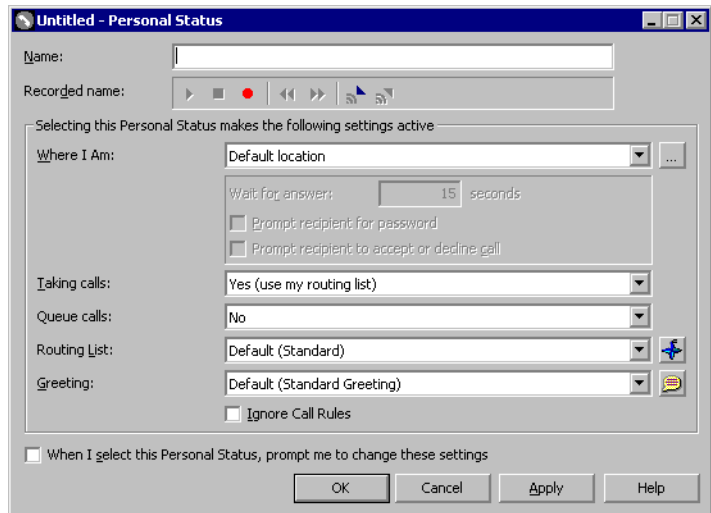 Untitled - Personal Status
Name:
Recorded name:
Selecting this Personal Status makes the following settings active
Where I Am: Default location ...
Wait for answer: 15 seconds
Prompt recipient for password
Prompt recipient to accept or decline call
Taking calls: Yes (use my routing list)
Queue calls: No
Routing List: Default (Standard)
Greeting: Default (Standard Greeting)
Ignore Call Rules
When I select this Personal Status, prompt me to change these settings
OK Cancel Apply Help